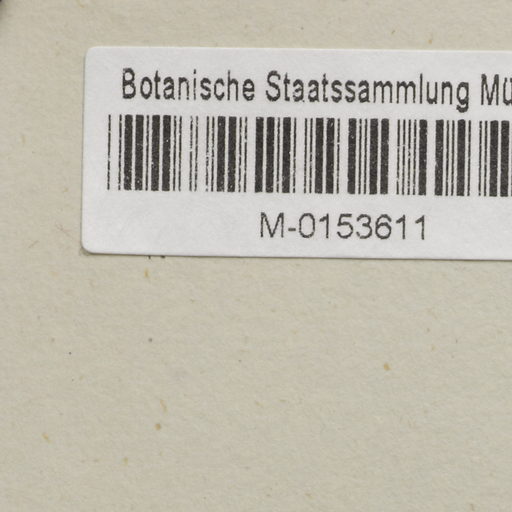 Botanische Staatssammlung Mü
M-0153611